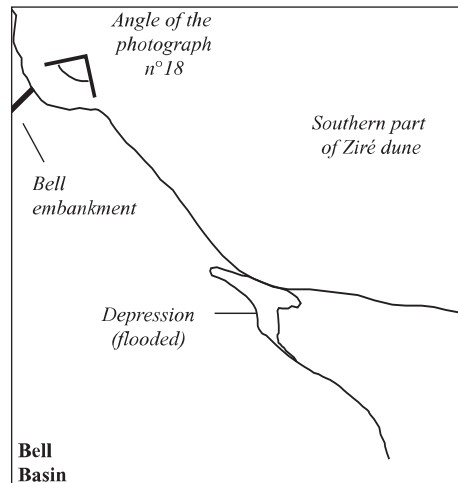 Angle of the
photograph
n°18
Southern part
of Ziré dune
Bell
embankment
Depression
(flooded)
Bell
Basin